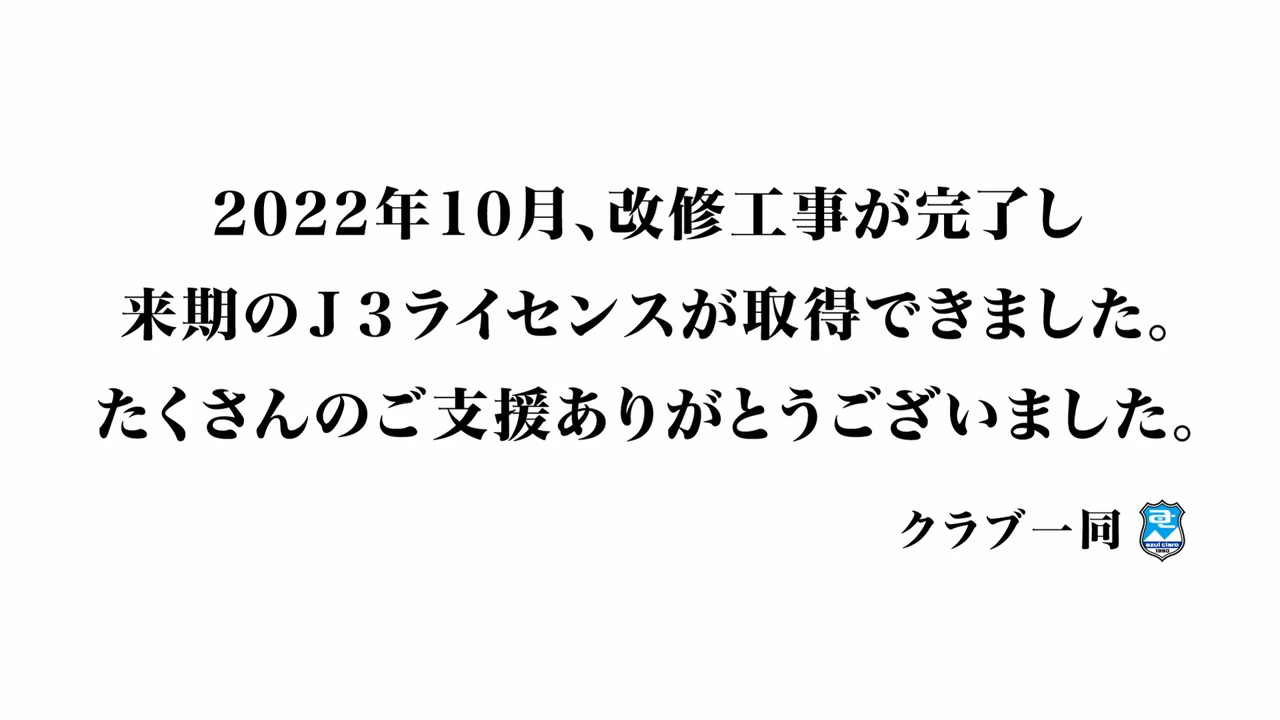 2022年10月、改修工事が完了し
来期のJ3ライセンスが取得できました。
たくさんのご支援ありがとうございました。
クラブ一同
azul claro
1990